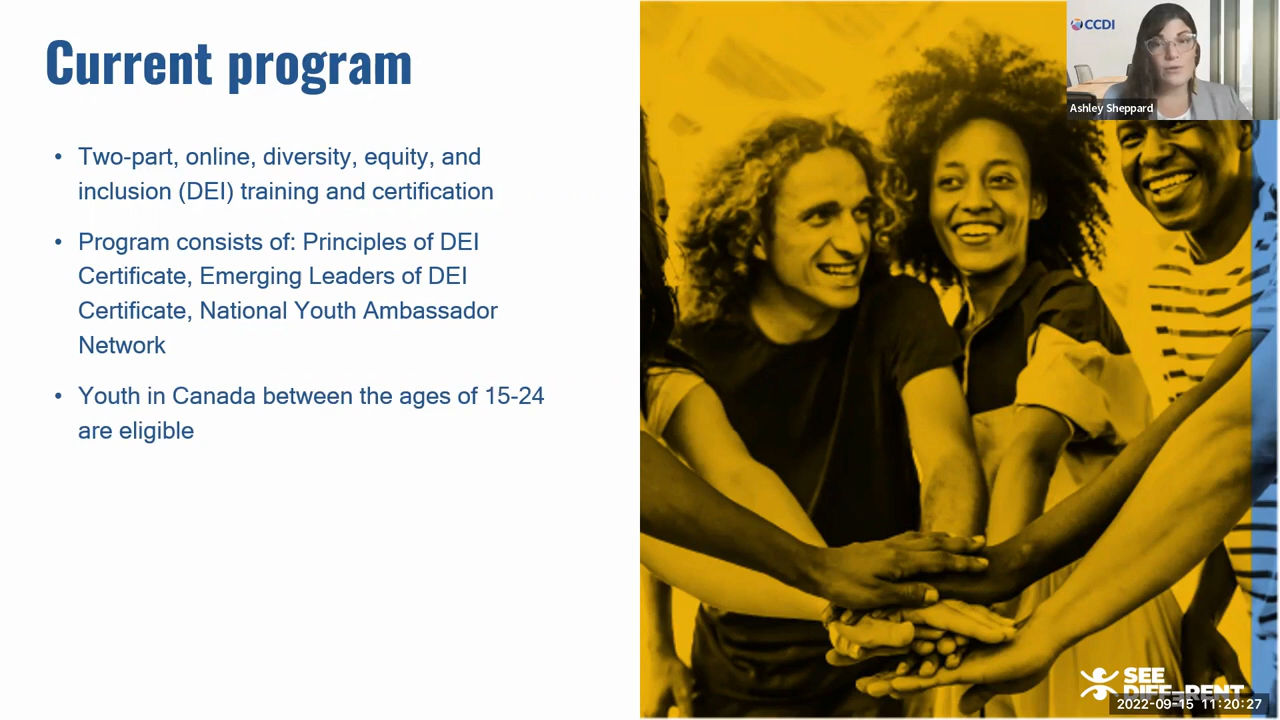 Current program
• Two-part, online, diversity, equity, and
inclusion (DEI) training and certification
• Program consists of: Principles of DEI
Certificate, Emerging Leaders of DEI
Certificate, National Youth Ambassador
Network
• Youth in Canada between the ages of 15-24
are eligible
CCDI
Ashley Sheppard
SEE
DIFFERENT
2022-09-15 11:20:27